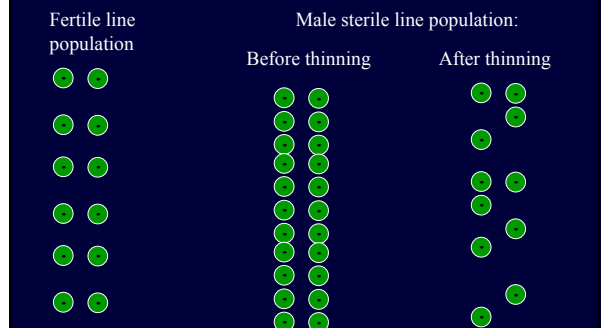 Fertile line
population
Male sterile line population:
Before thinning
After thinning